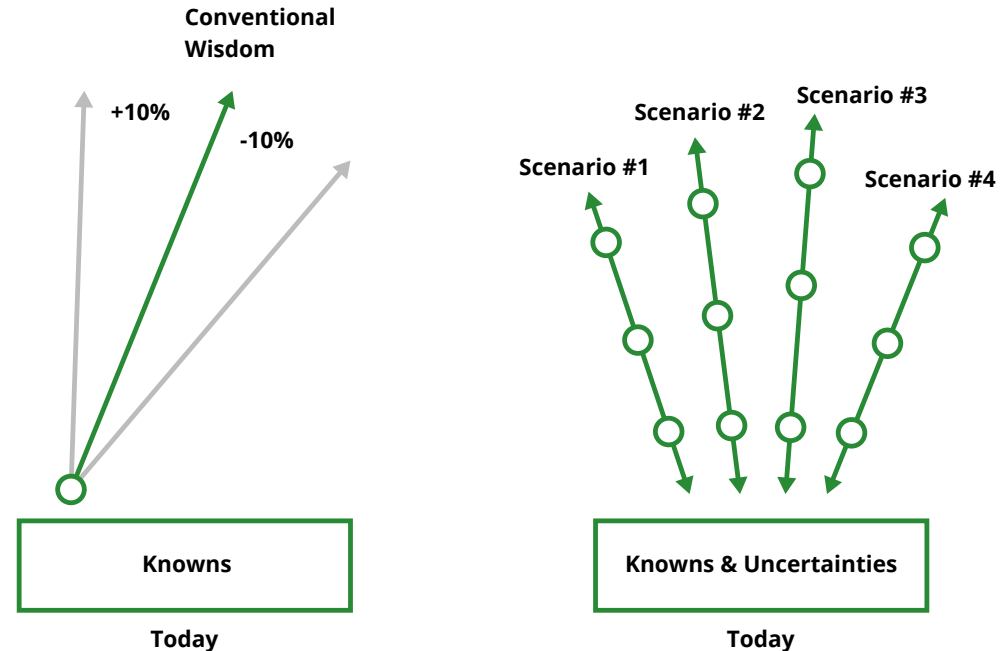 Conventional
Wisdom
+10%
-10%
Knowns
Today
Scenario #1
Scenario #2
Scenario #3
Scenario #4
Knowns & Uncertainties
Today